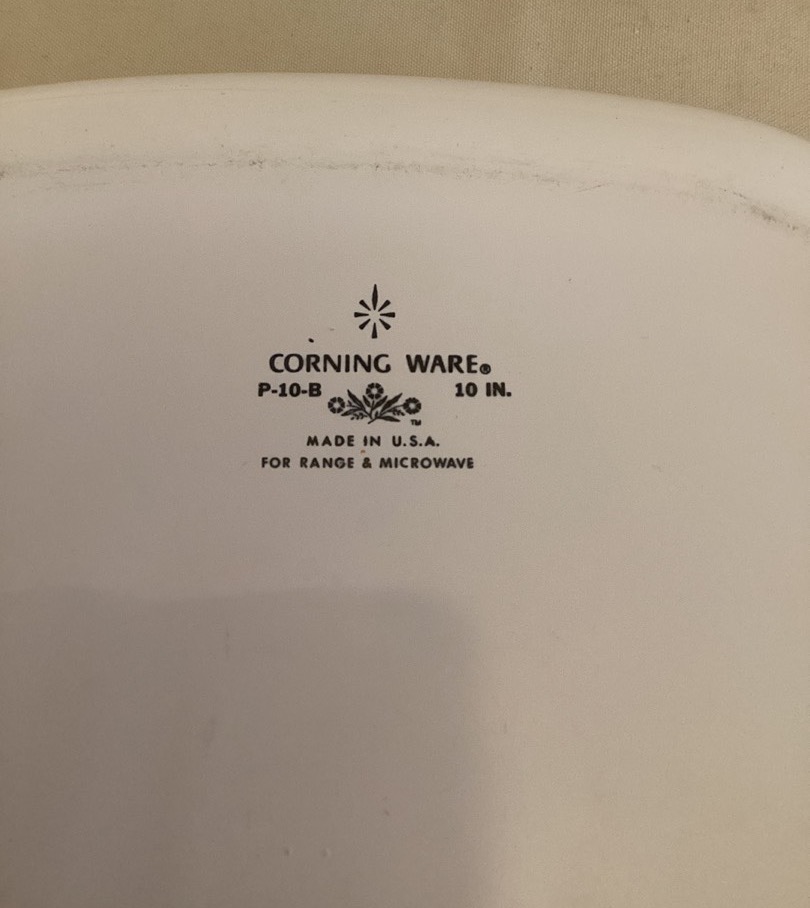 CORNING WARE®
P-10-B 10 IN.
TM
MADE IN U.S.A.
FOR RANGE & MICROWAVE